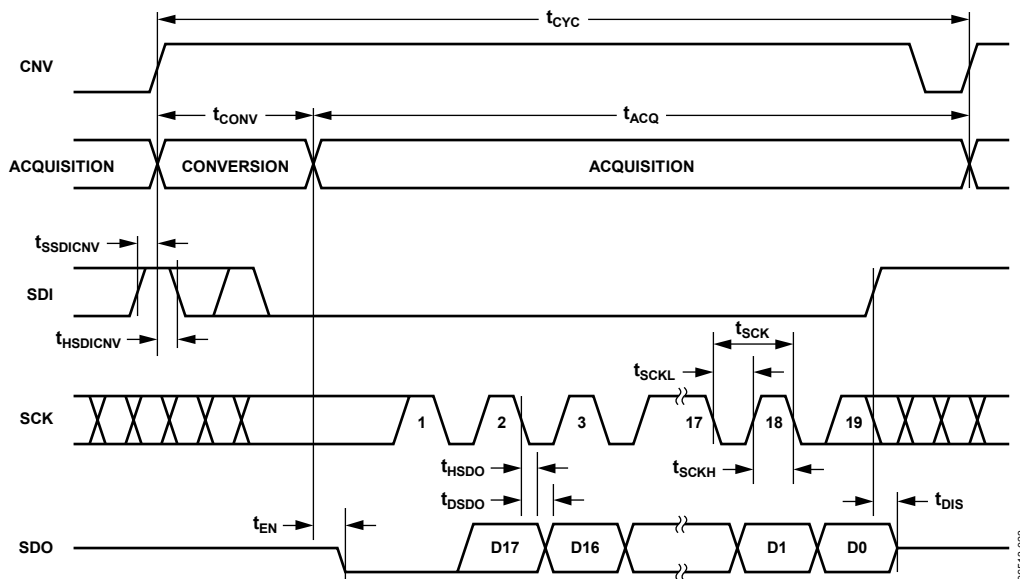 tCYC
CNV
tCONV
tACQ
ACQUISITION
CONVERSION
ACQUISITION
tSSDICNV
SDI
tHSDICNV
tSCK
tSCKL
SCK
1
2
3
17
18
19
tHSDO
tSCKH
tDSDO
tDIS
tEN
SDO
D17
D16
D1
D0